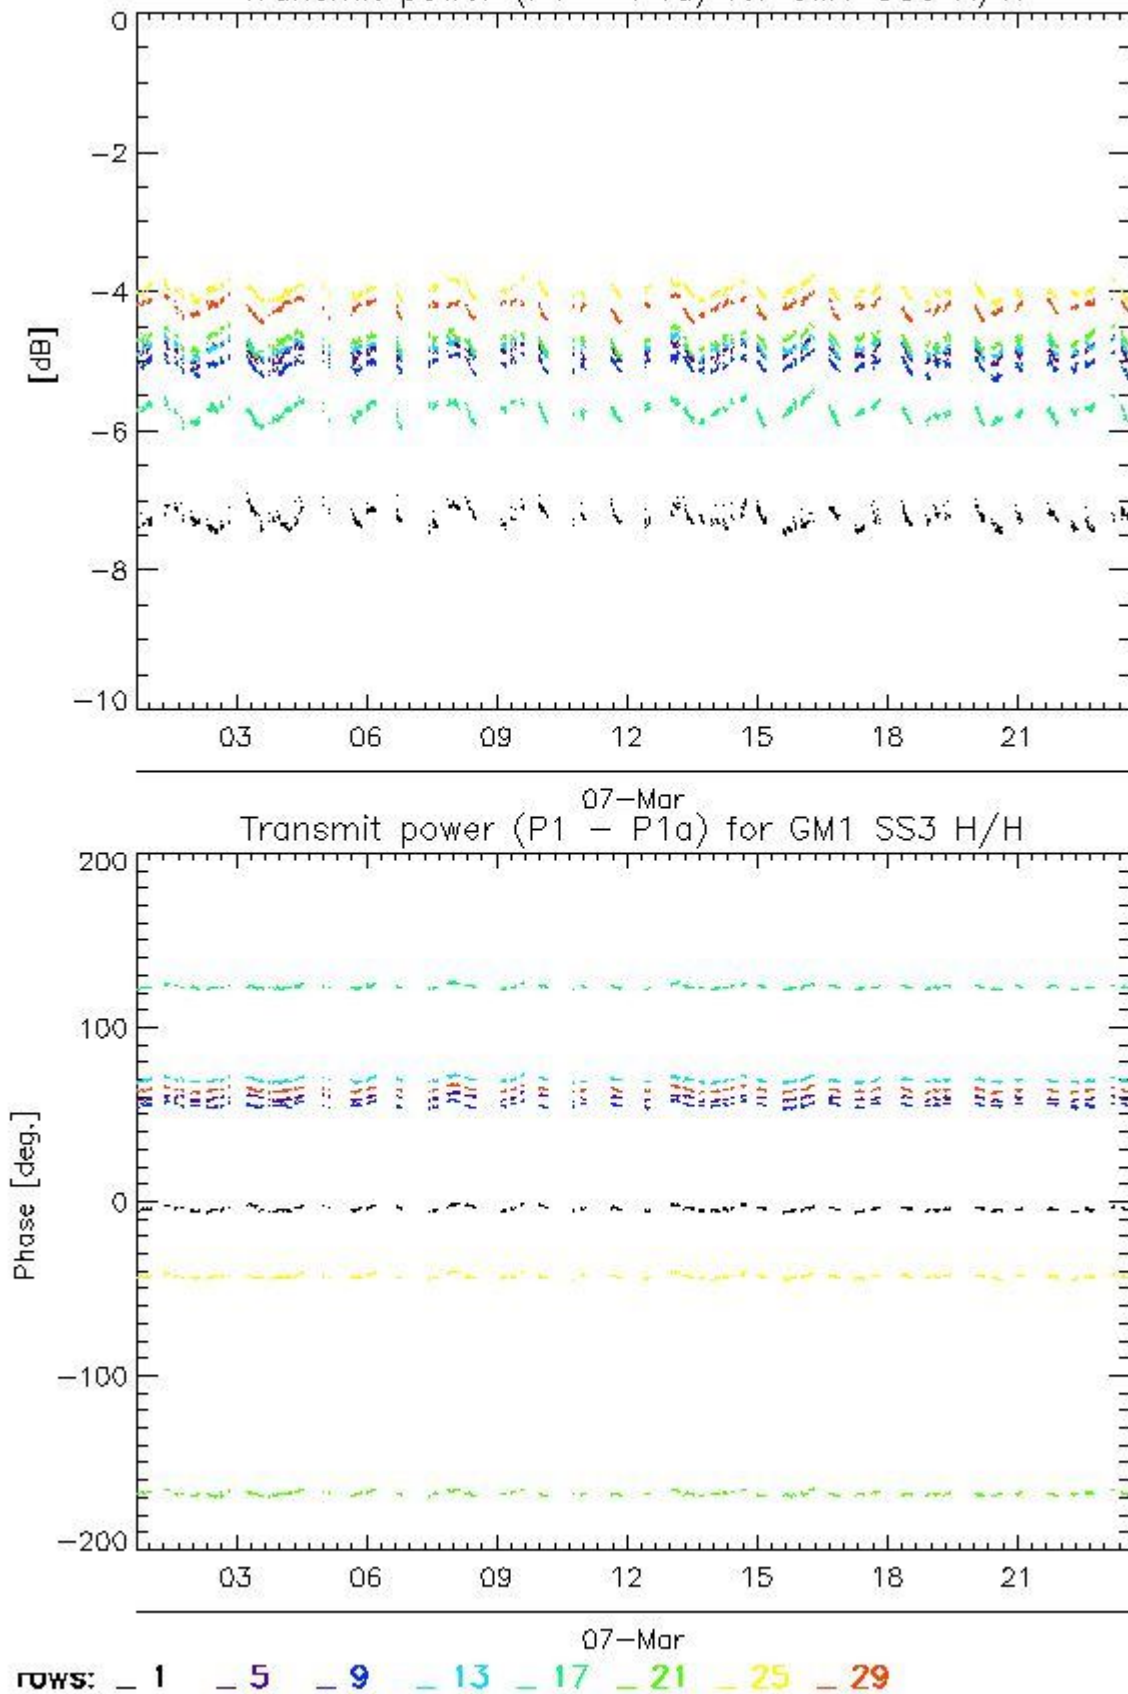 0
-2
-4
-6
-8
-10
[dB]
03 06 09 12 15 18 21
07-Mar
Transmit power (P1 - P1a) for GM1 SS3 H/H
200
100
0
-100
-200
Phase [deg.]
03 06 09 12 15 18 21
07-Mar
rows: _ 1 _ 5 _ 9 _ 13 _ 17 _ 21 _ 25 _ 29